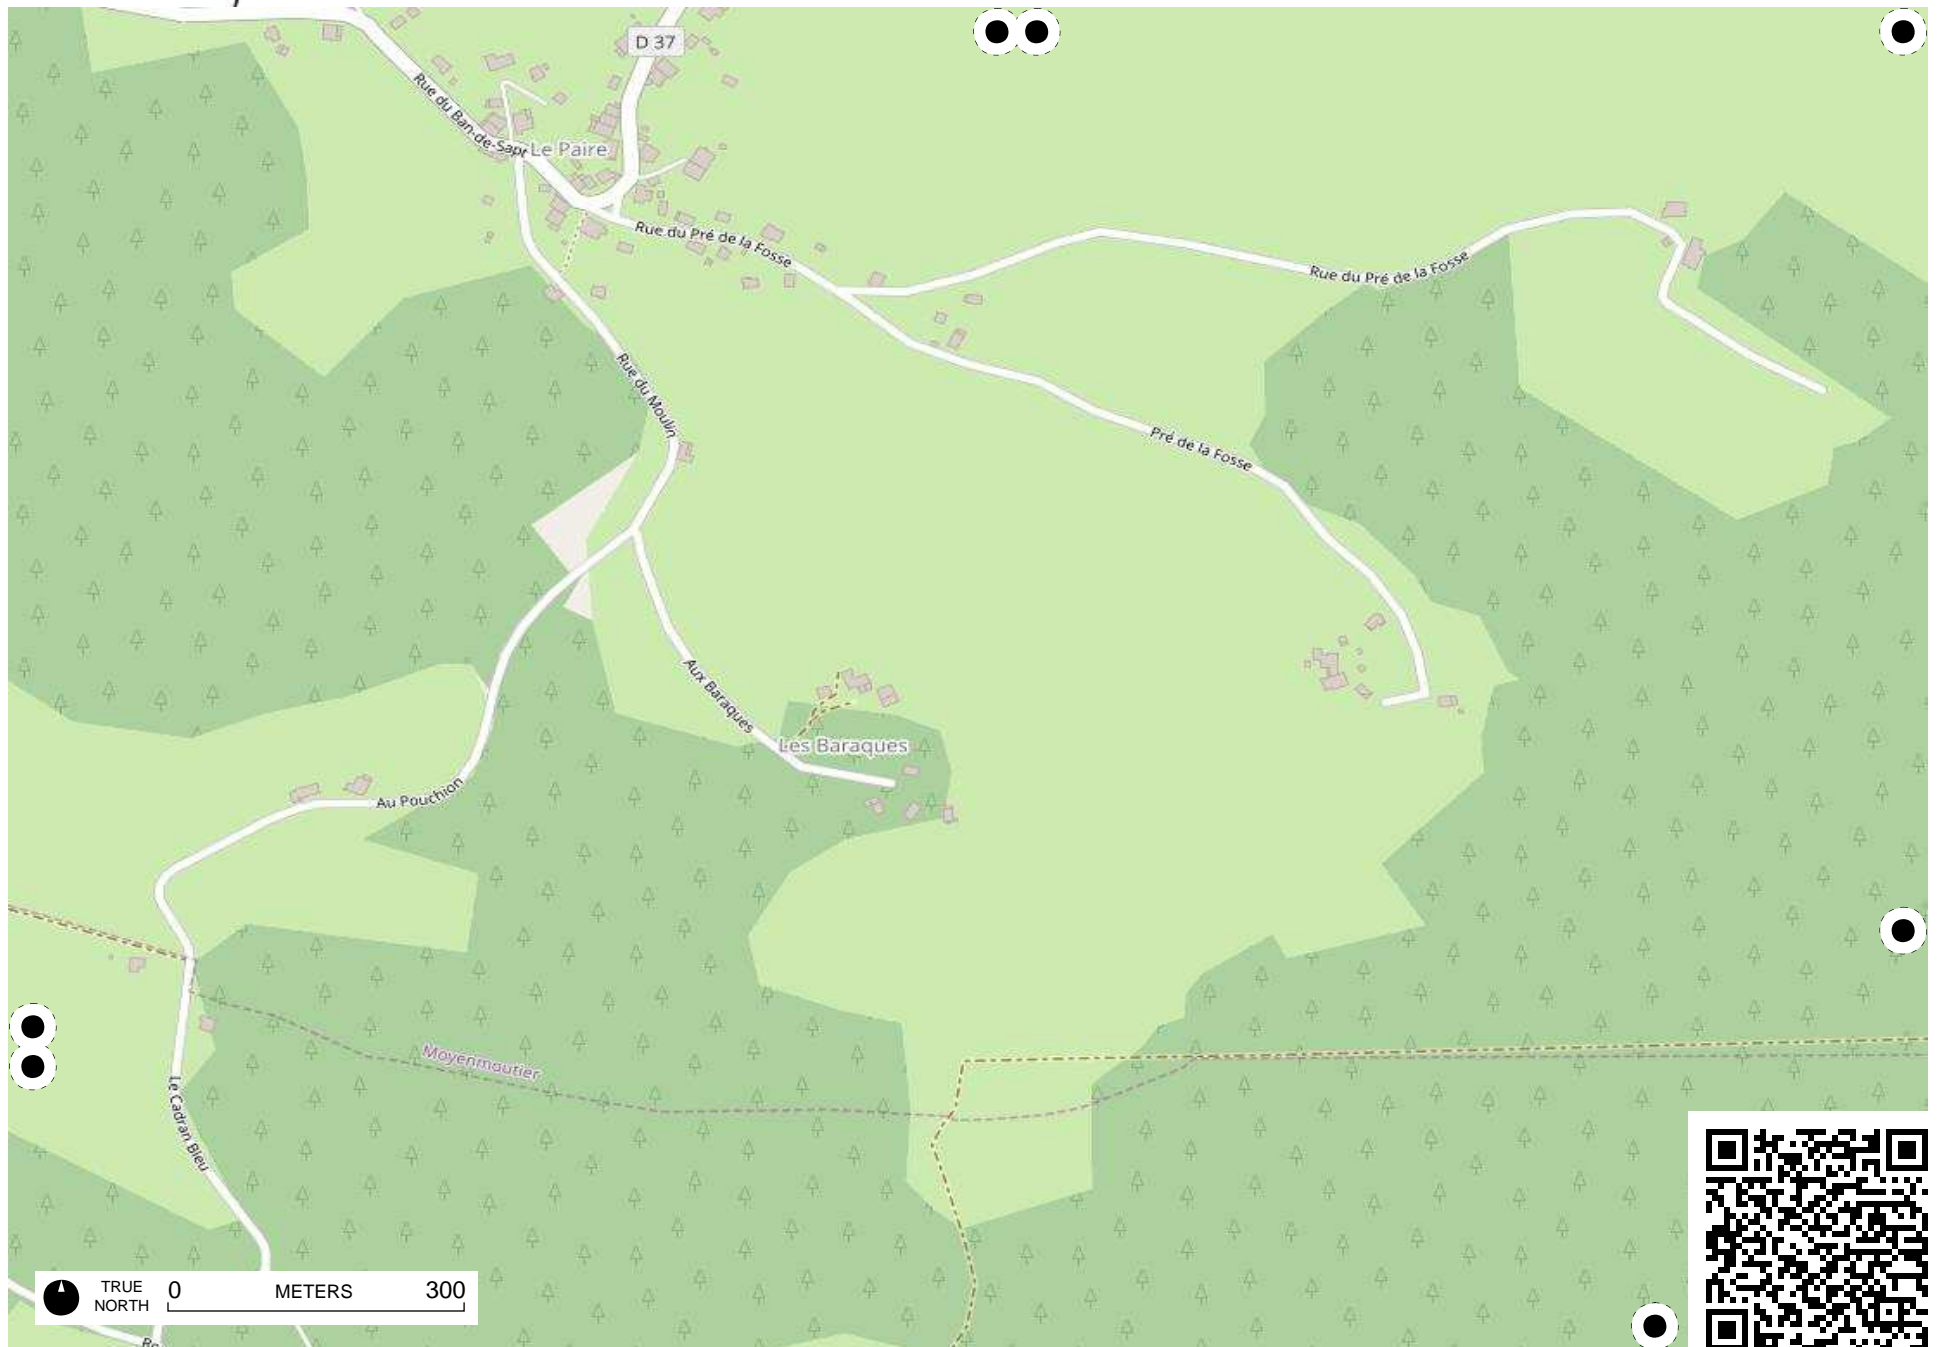 D 37
Rue du Ban-de-Sapt
Le Paire
Rue du Pré de la Fosse
Rue du Pré de la Fosse
Rue du Moulin
Pré de la Fosse
Aux Baraques
Les Baraques
Au Pouchion
Moyenmoutier
Le Cadran Bleu
TRUE NORTH
0 METERS 300